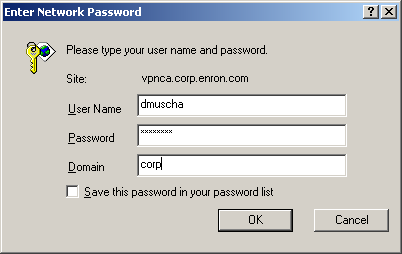 Enter Network Password
Please type your user name and password.
Site: vpnca.corp.enron.com
User Name dmuscha
Password xxxxxxxx
Domain corp
Save this password in your password list
OK Cancel